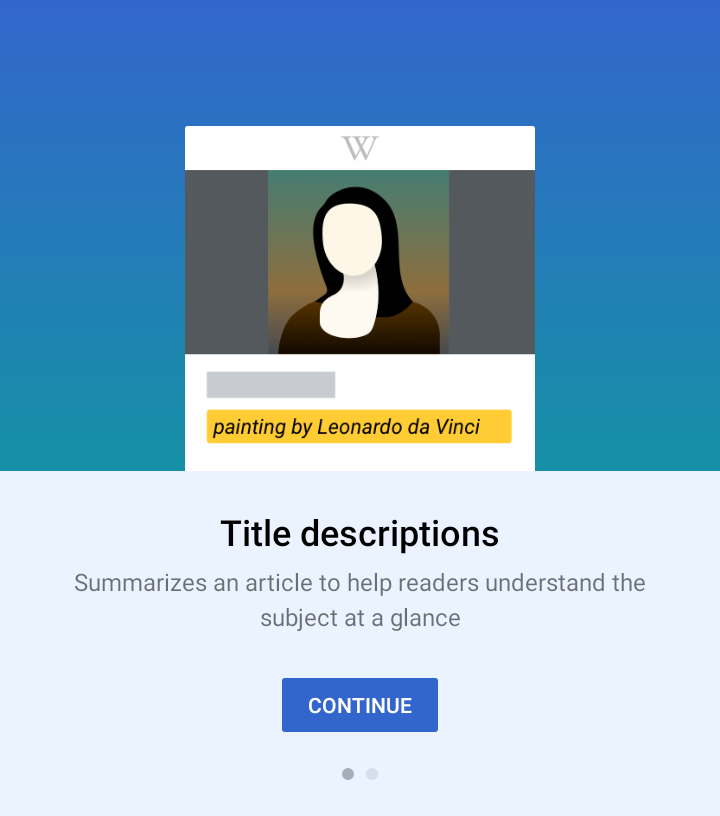 W
painting by Leonardo da Vinci
Title descriptions
Summarizes an article to help readers understand the
subject at a glance
CONTINUE